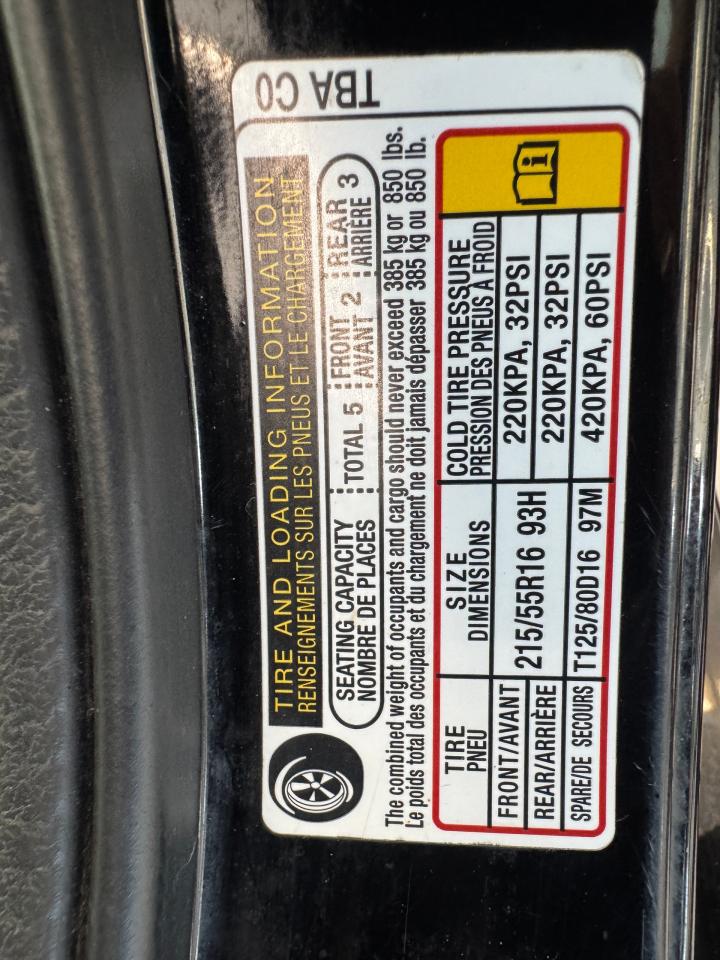 TIRE AND LOADING INFORMATION
RENSEIGNEMENTS SUR LES PNEUS ET LE CHARGEMENT
SEATING CAPACITY TOTAL 5 FRONT 2 REAR 3
NOMBRE DE PLACES AVANT ARRIÈRE
The combined weight of occupants and cargo should never exceed 385 kg or 850 lbs.
Le poids total des occupants et du chargement ne doit jamais dépasser 385 kg ou 850 lb.
TIRE SIZE COLD TIRE PRESSURE
PNEU DIMENSIONS PRESSION DES PNEUS À FROID
FRONT/AVANT 215/55R16 93H 220KPA, 32PSI
REAR/ARRIÈRE 220KPA, 32PSI
SPARE/DE SECOURS T125/80D16 97M 420KPA, 60PSI
TBA C0